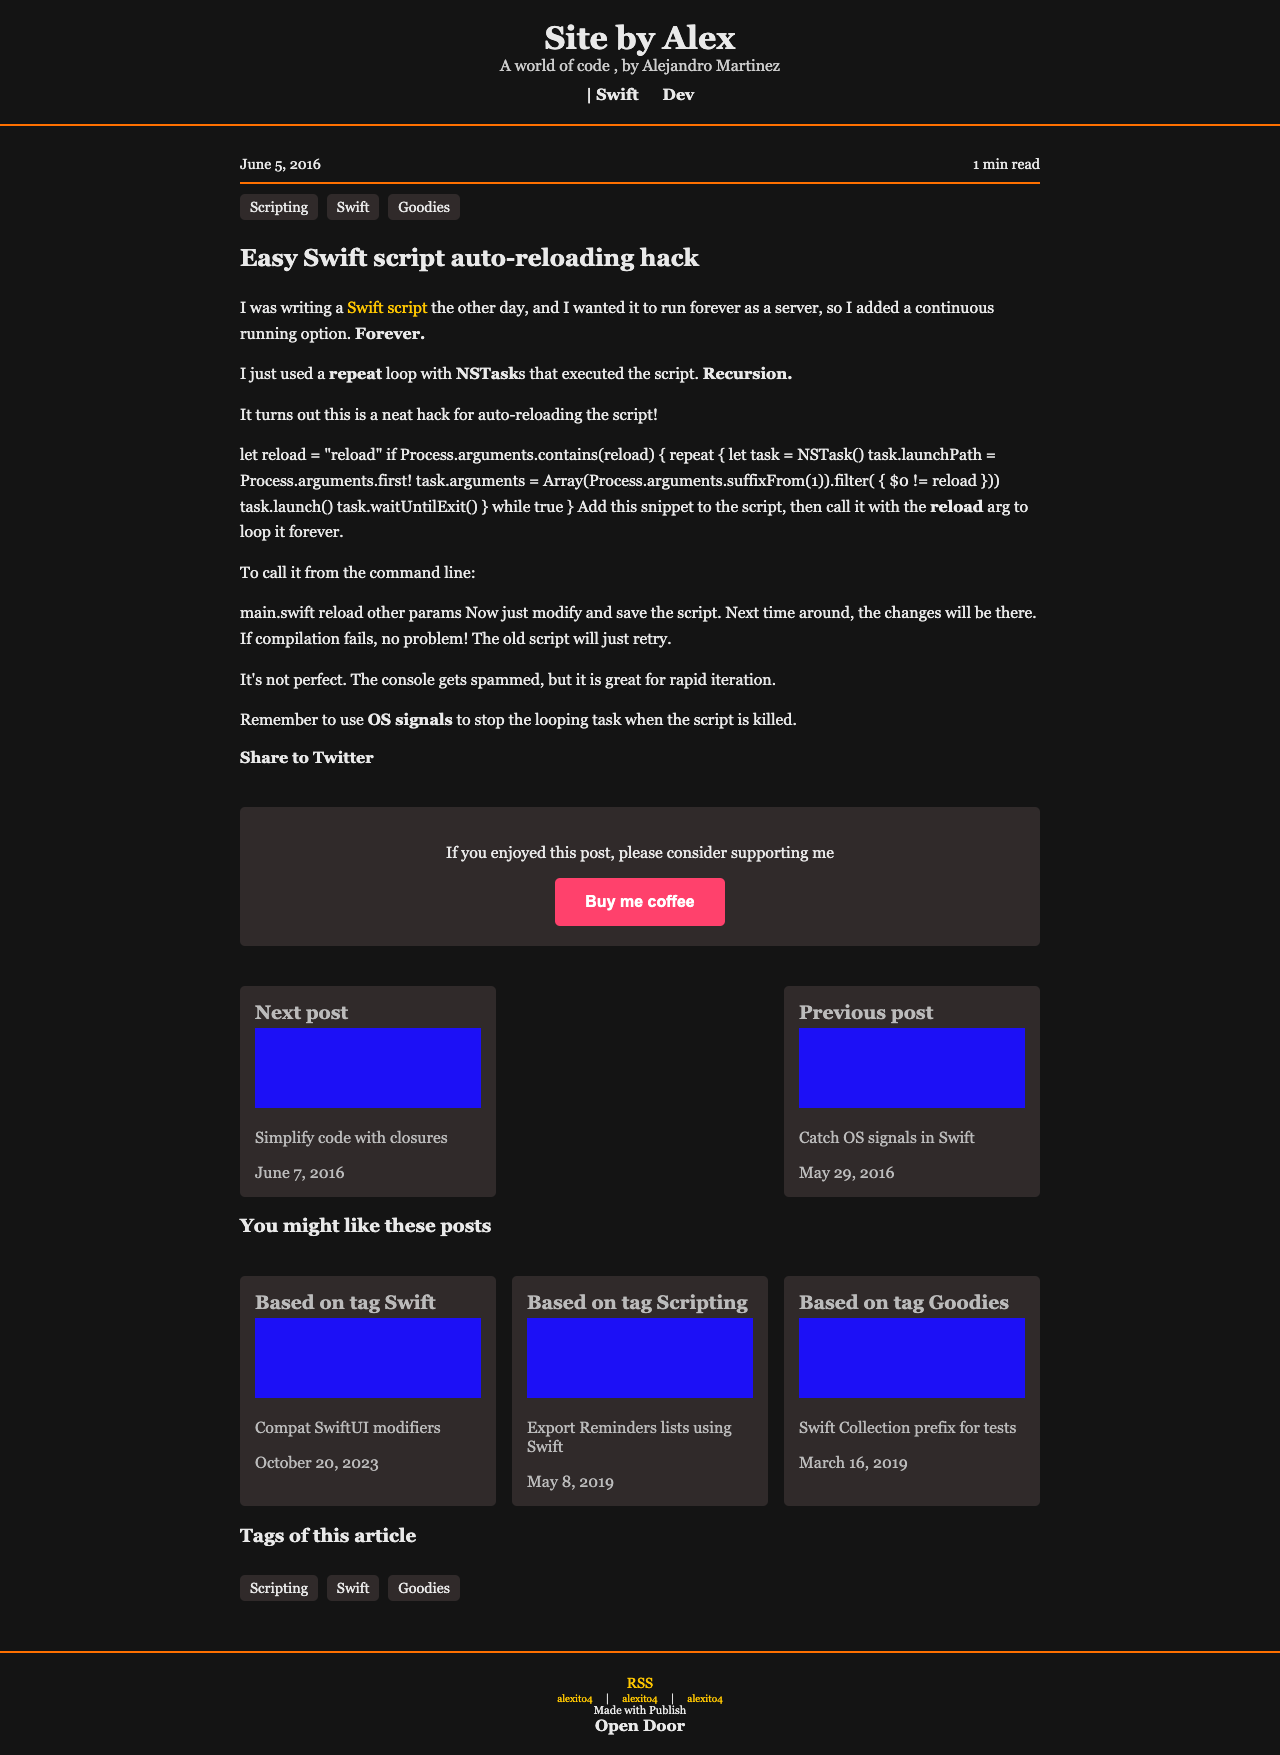 Site by Alex
A world of code , by Alejandro Martinez
| Swift Dev
June 5, 2016 1 min read
Scripting Swift Goodies
Easy Swift script auto-reloading hack
I was writing a Swift script the other day, and I wanted it to run forever as a server, so I added a continuous
running option. Forever.
I just used a repeat loop with NSTasks that executed the script. Recursion.
It turns out this is a neat hack for auto-reloading the script!
let reload = "reload" if Process.arguments.contains(reload) { repeat { let task = NSTask() task.launchPath =
Process.arguments.first! task.arguments = Array(Process.arguments.suffixFrom(1)).filter( { $0 != reload }))
task.launch() task.waitUntilExit() } while true } Add this snippet to the script, then call it with the reload arg to
loop it forever.
To call it from the command line:
main.swift reload other params Now just modify and save the script. Next time around, the changes will be there.
If compilation fails, no problem! The old script will just retry.
It's not perfect. The console gets spammed, but it is great for rapid iteration.
Remember to use OS signals to stop the looping task when the script is killed.
Share to Twitter
If you enjoyed this post, please consider supporting me
Buy me coffee
Next post
Simplify code with closures
June 7, 2016
Previous post
Catch OS signals in Swift
May 29, 2016
You might like these posts
Based on tag Swift
Compat SwiftUI modifiers
October 20, 2023
Based on tag Scripting
Export Reminders lists using
Swift
May 8, 2019
Based on tag Goodies
Swift Collection prefix for tests
March 16, 2019
Tags of this article
Scripting Swift Goodies
RSS
alexito4 | alexito4 | alexito4
Made with Publish
Open Door